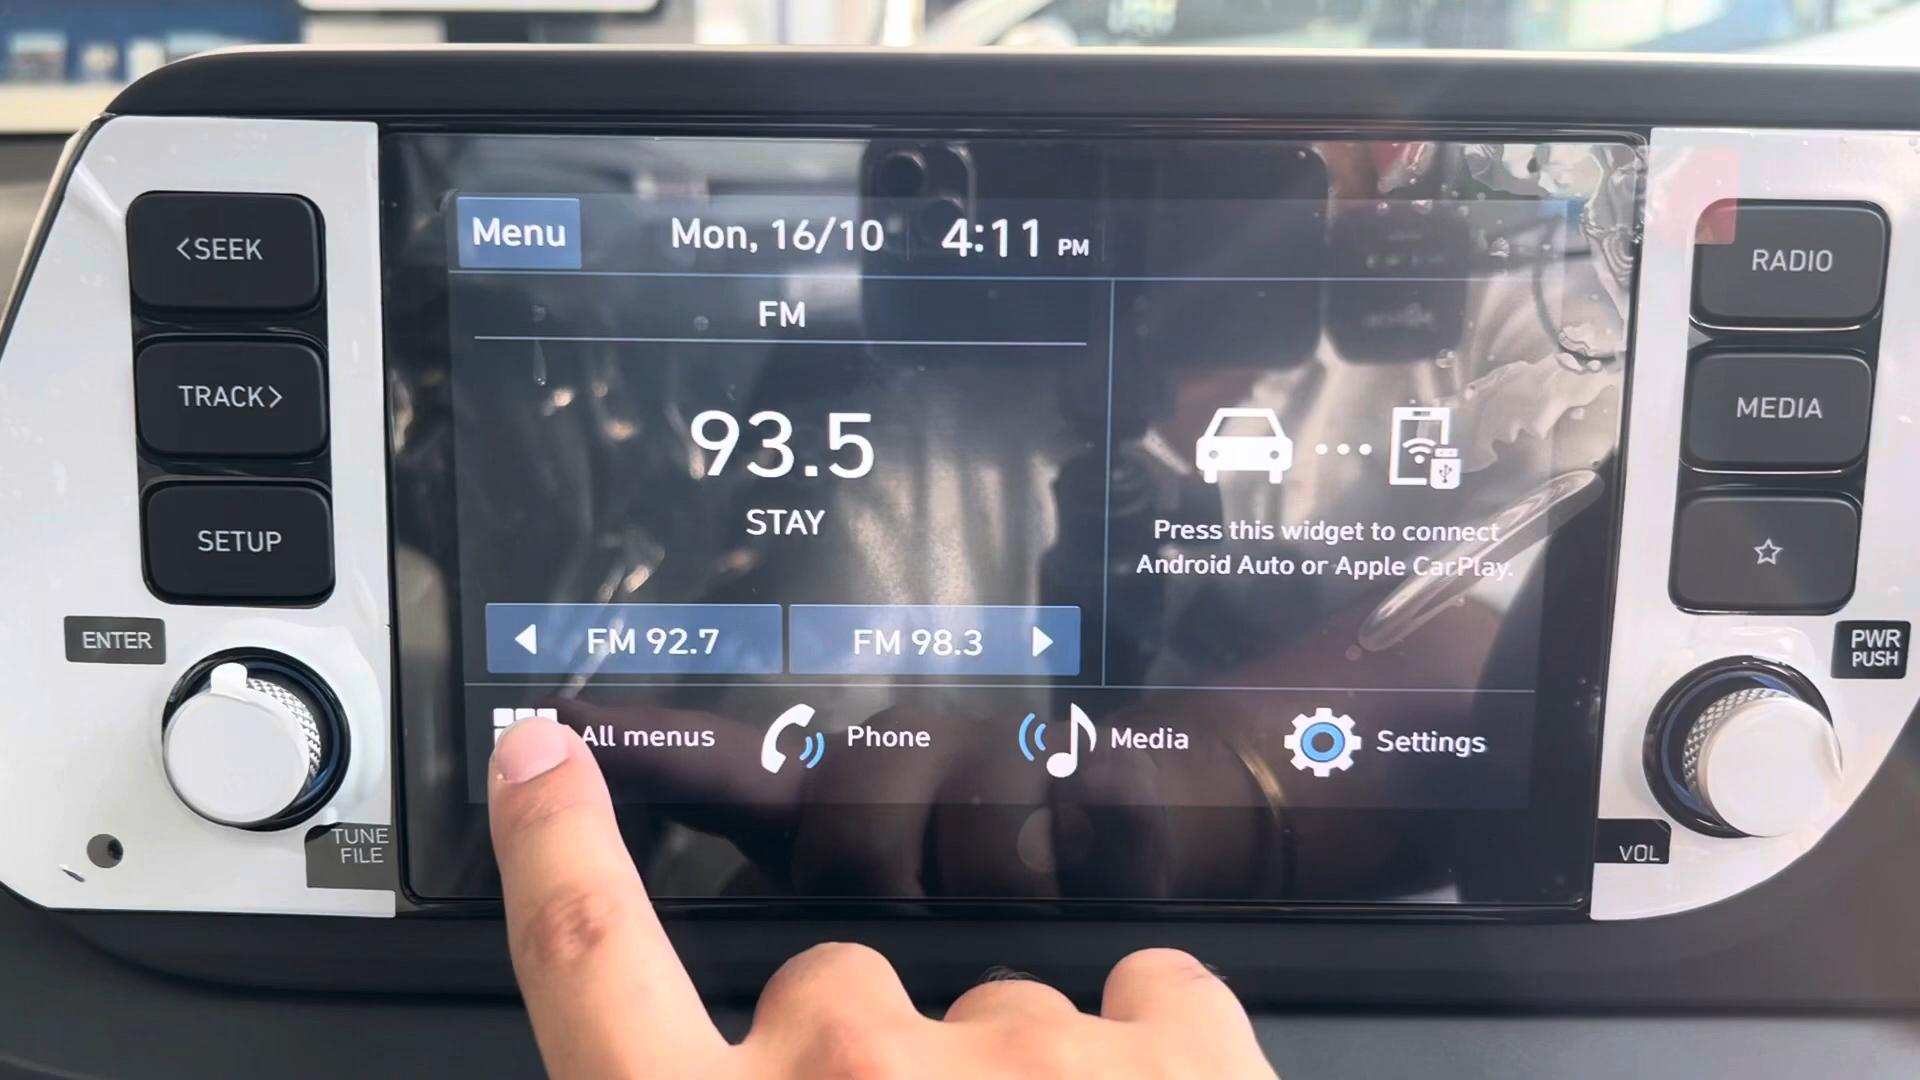 <SEEK
TRACK>
SETUP
ENTER
TUNE
FILE
Menu
Mon, 16/10
4:11 PM
FM
93.5
STAY
FM 92.7
FM 98.3
Press this widget to connect
Android Auto or Apple CarPlay.
All menus
Phone
Media
Settings
RADIO
MEDIA
PWR
PUSH
VOL